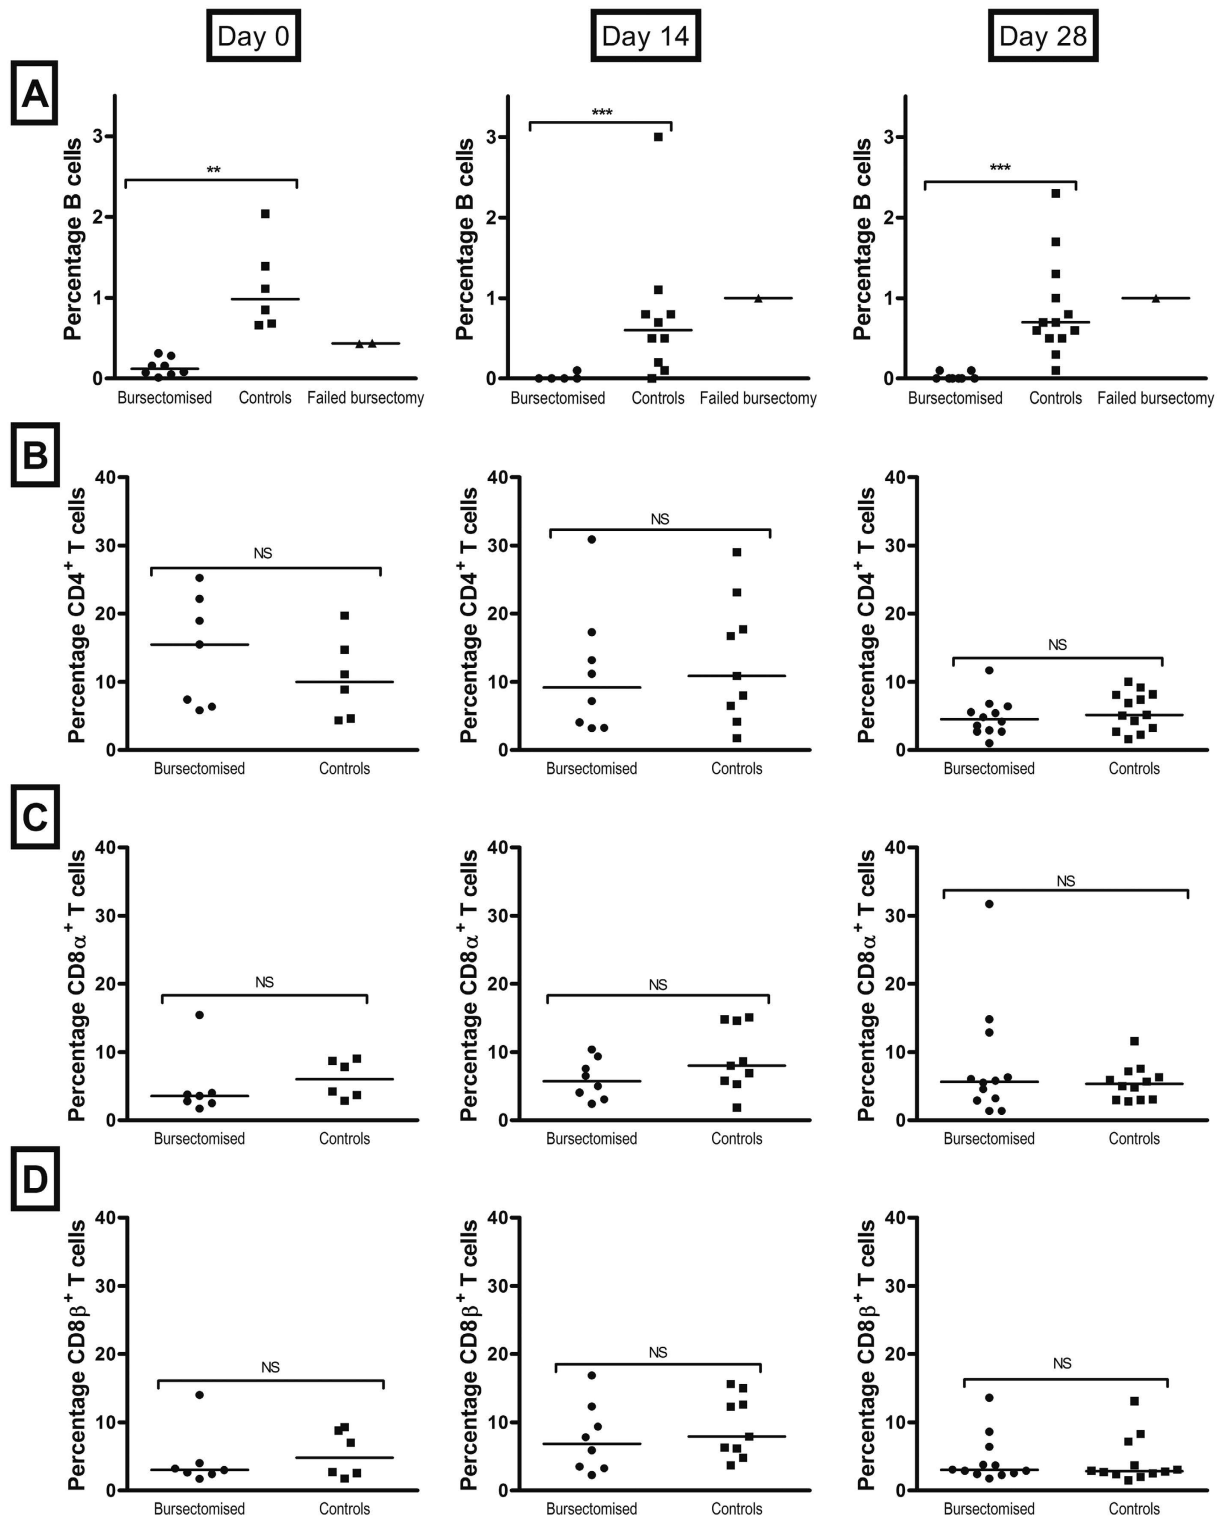 Day 0
Day 14
Day 28
A
Percentage B cells
3
2
1
0
**
Bursectomised
Controls
Failed bursectomy
Percentage B cells
3
2
1
0
***
Bursectomised
Controls
Failed bursectomy
Percentage B cells
3
2
1
0
***
Bursectomised
Controls
Failed bursectomy
B
Percentage CD4+ T cells
40
30
20
10
0
NS
Bursectomised
Controls
Percentage CD4+ T cells
40
30
20
10
0
NS
Bursectomised
Controls
Percentage CD4+ T cells
40
30
20
10
0
NS
Bursectomised
Controls
C
Percentage CD8α+ T cells
40
30
20
10
0
NS
Bursectomised
Controls
Percentage CD8α+ T cells
40
30
20
10
0
NS
Bursectomised
Controls
Percentage CD8α+ T cells
40
30
20
10
0
NS
Bursectomised
Controls
D
Percentage CD8β+ T cells
40
30
20
10
0
NS
Bursectomised
Controls
Percentage CD8β+ T cells
40
30
20
10
0
NS
Bursectomised
Controls
Percentage CD8β+ T cells
40
30
20
10
0
NS
Bursectomised
Controls